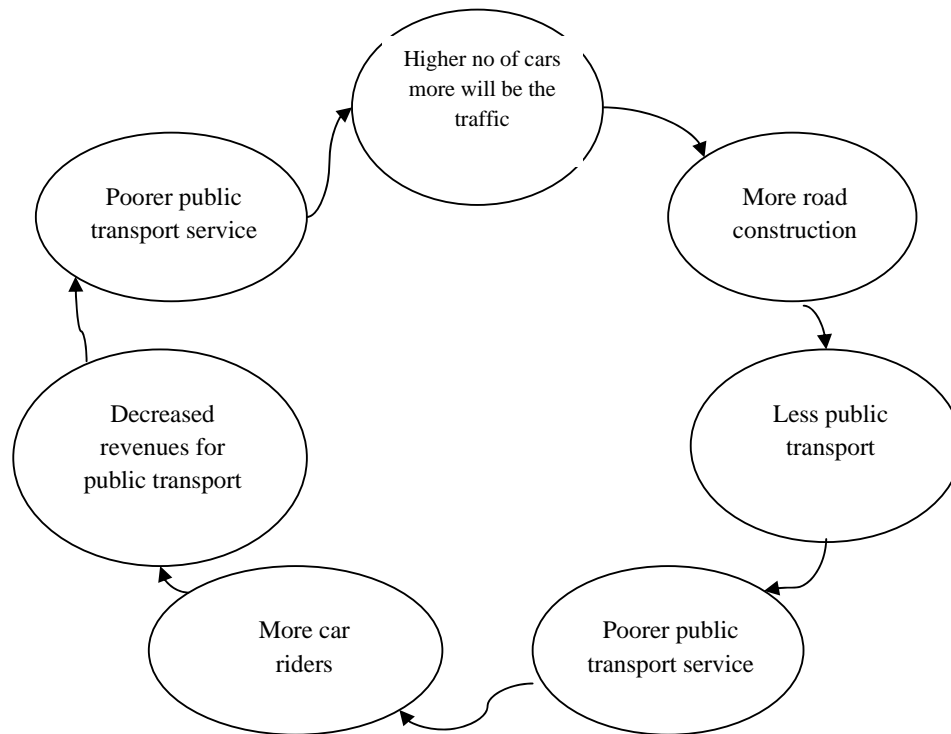 Higher no of cars
more will be the
traffic
More road
construction
Less public
transport
Poorer public
transport service
More car
riders
Decreased
revenues for
public transport
Poorer public
transport service